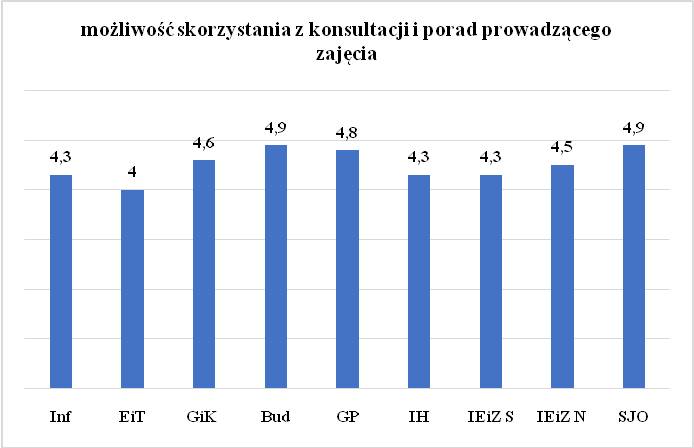 możliwość skorzystania z konsultacji i porad prowadzącego
zajęcia
4,3
4
4,6
4,9
4,8
4,3
4,3
4,5
4,9
Inf
EiT
GiK
Bud
GP
IH
IEiZ S
IEiZ N
SJO